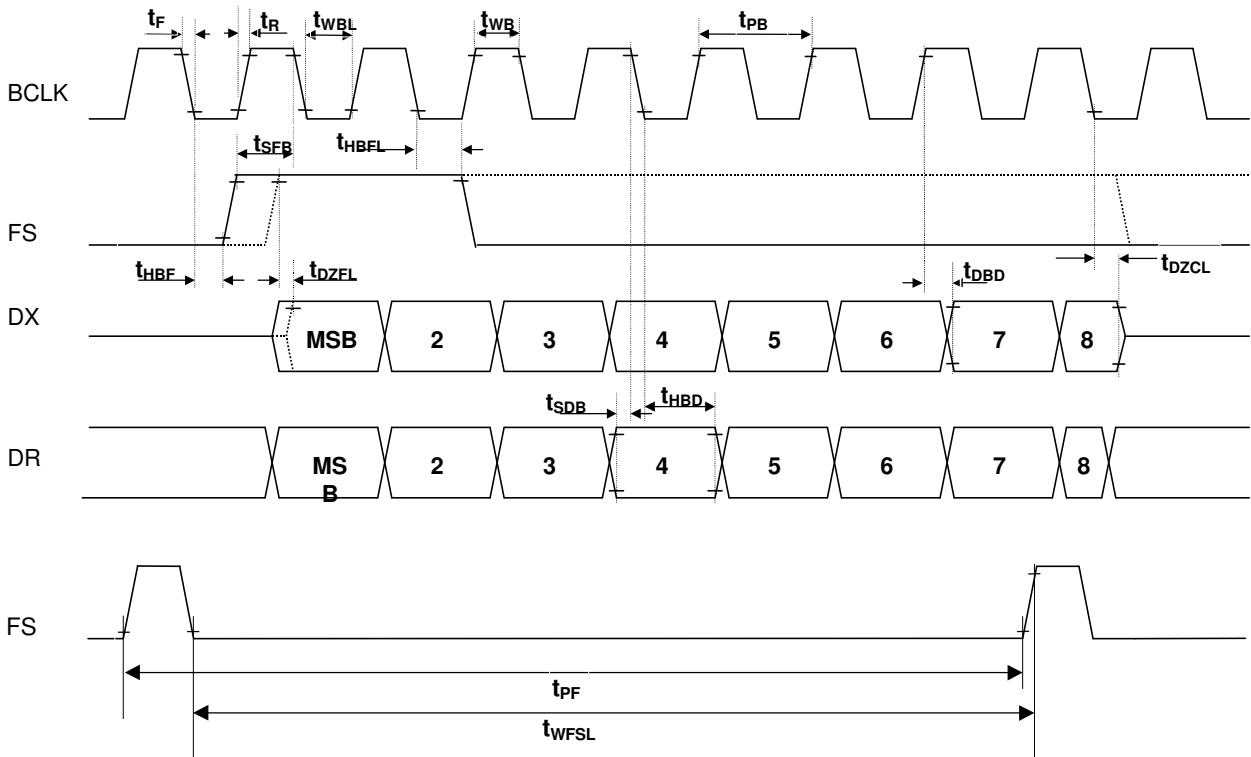 tF tR tWBL tWB tPB
BCLK
tSFB tHBFL
FS
tHBF tDZFL tDBD tDZCL
DX
MSB 2 3 4 5 6 7 8
tSDB tHBD
DR
MS 2 3 4 5 6 7 8
B
FS
tPF
tWFSL